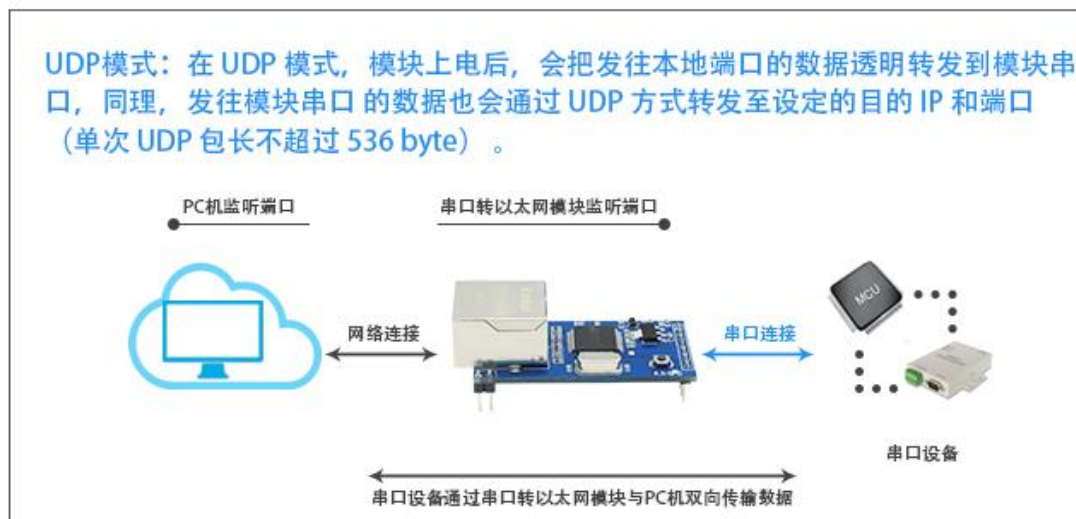 UDP模式：在 UDP 模式，模块上电后，会把发往本地端口的数据透明转发到模块串
口，同理，发往模块串口 的数据也会通过 UDP 方式转发至设定的目的 IP 和端口
（单次 UDP 包长不超过 536 byte）。
PC机监听端口
串口转以太网模块监听端口
MCU
网络连接
串口连接
串口设备
串口设备通过串口转以太网模块与PC机双向传输数据